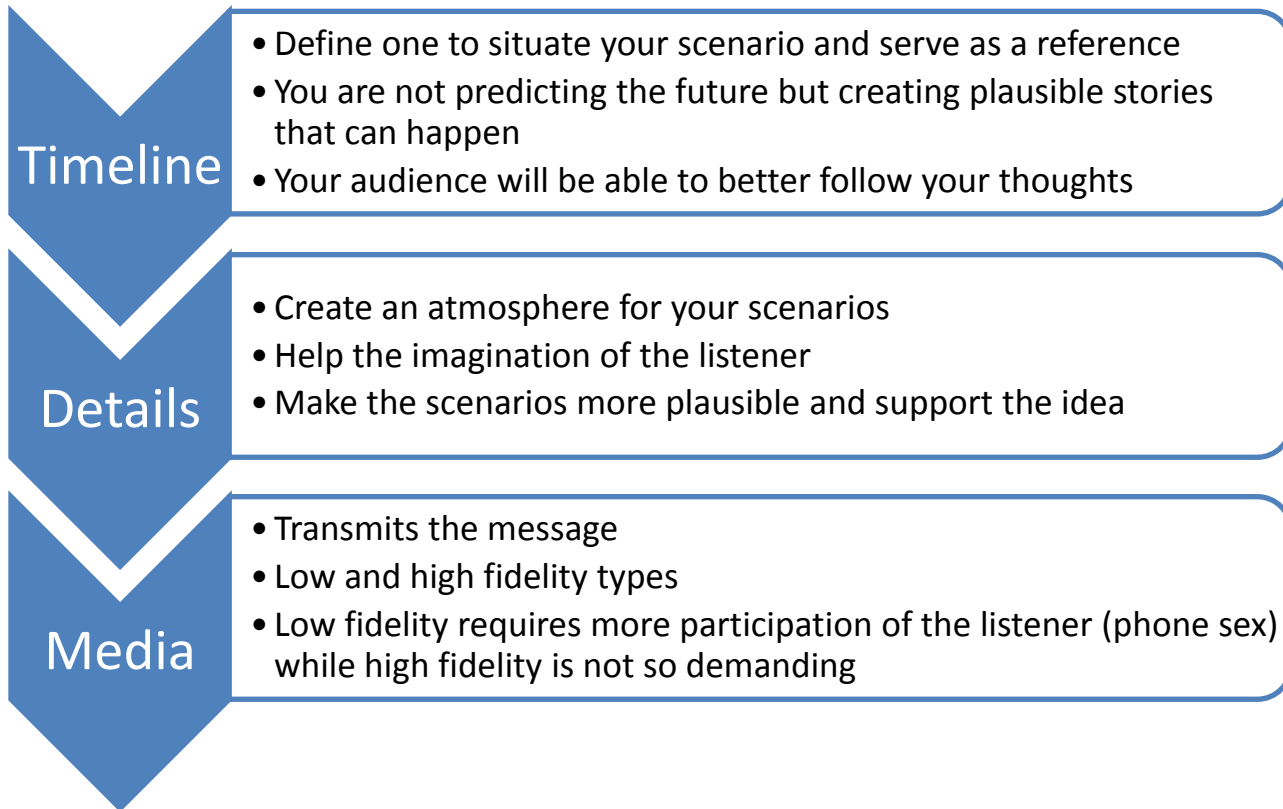 Timeline
• Define one to situate your scenario and serve as a reference
• You are not predicting the future but creating plausible stories
that can happen
• Your audience will be able to better follow your thoughts
Details
• Create an atmosphere for your scenarios
• Help the imagination of the listener
• Make the scenarios more plausible and support the idea
Media
• Transmits the message
• Low and high fidelity types
• Low fidelity requires more participation of the listener (phone sex)
while high fidelity is not so demanding